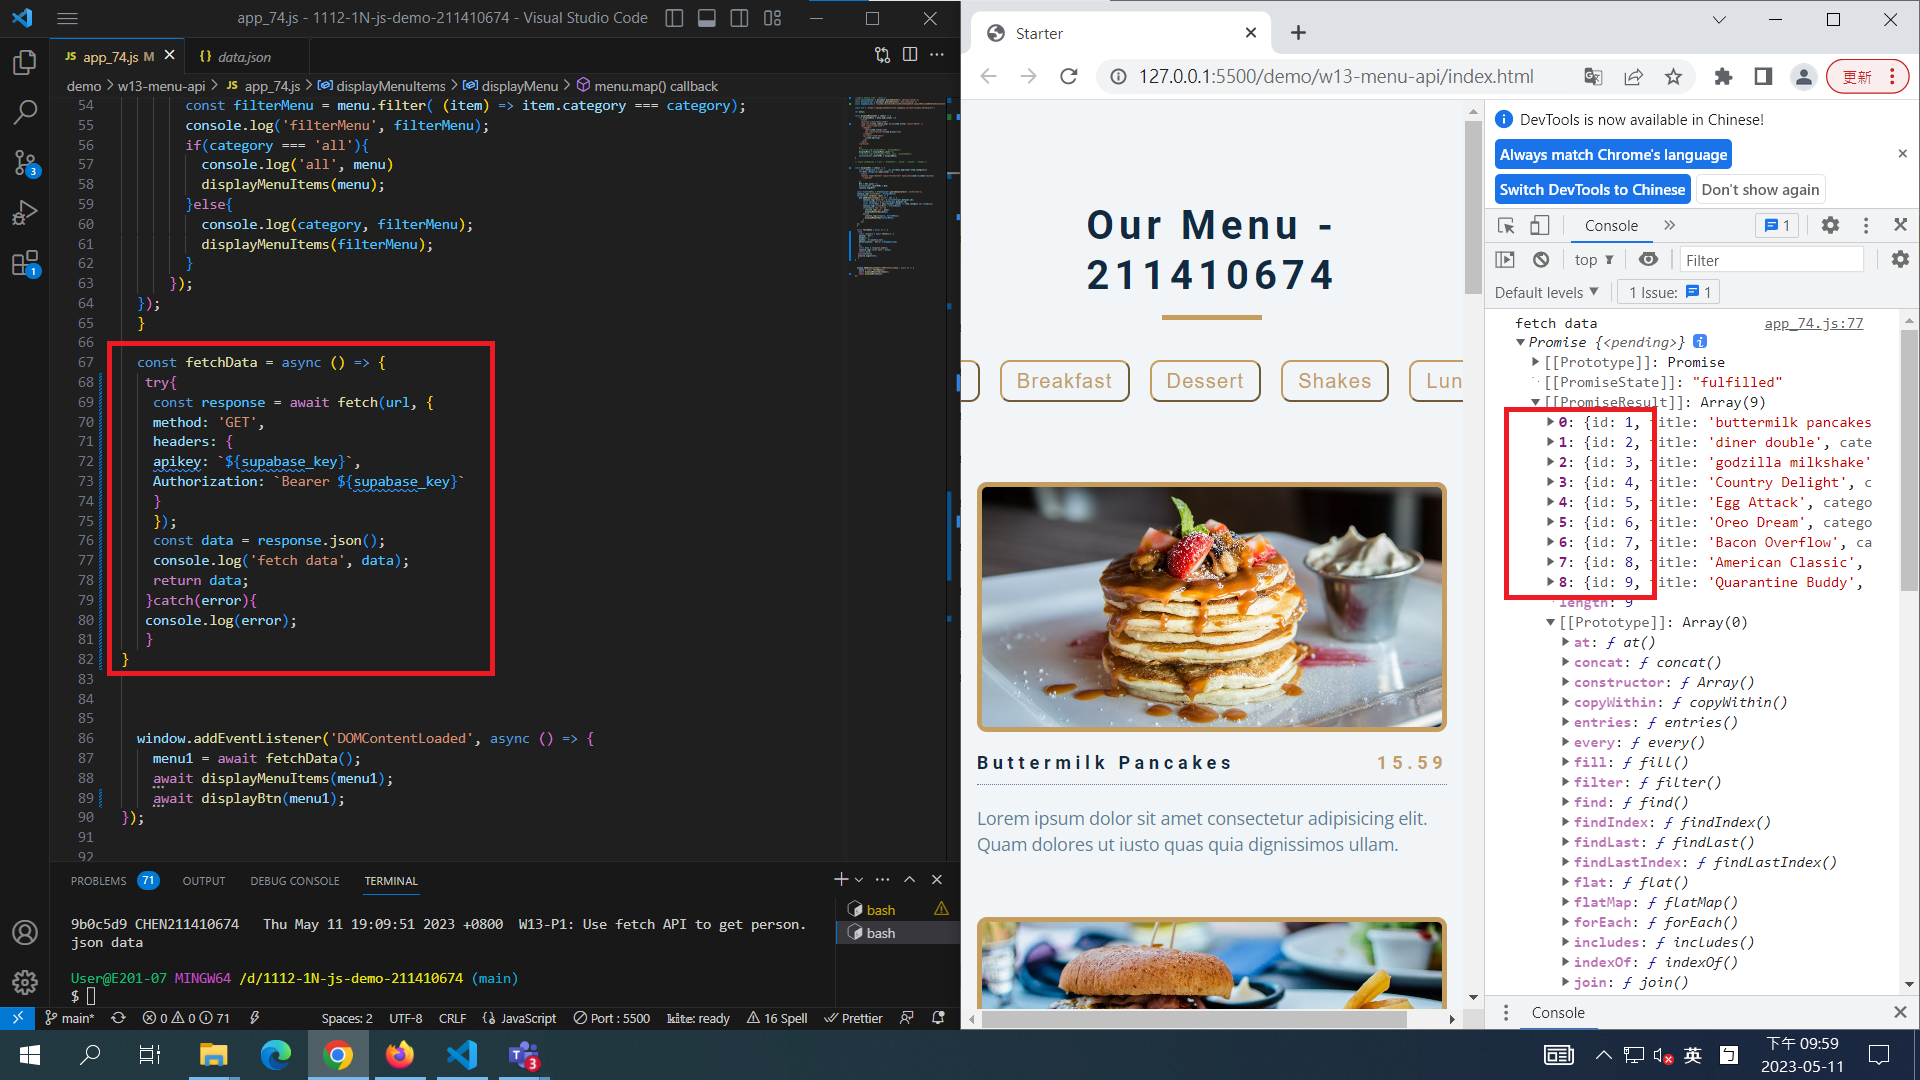 app_74.js - 1112-1N-js-demo-211410674 - Visual Studio Code
JS app_74.js M
{} data.json
demo > w13-menu-api > JS app_74.js > displayMenuItems > displayMenu > menu.map() callback
54 const filterMenu = menu.filter( (item) => item.category === category);
55 console.log('filterMenu', filterMenu);
56 if(category === 'all'){
57 console.log('all', menu)
58 displayMenuItems(menu);
59 }else{
60 console.log(category, filterMenu);
61 displayMenuItems(filterMenu);
62 }
63 });
64 });
65 }
66
67 const fetchData = async () => {
68 try{
69 const response = await fetch(url, {
70 method: 'GET',
71 headers: {
72 apikey: `${supabase_key}`,
73 Authorization: `Bearer ${supabase_key}`
74 }
75 });
76 const data = response.json();
77 console.log('fetch data', data);
78 return data;
79 }catch(error){
80 console.log(error);
81 }
82 }
83
84
85
86 window.addEventListener('DOMContentLoaded', async () => {
87 menu1 = await fetchData();
88 await displayMenuItems(menu1);
89 await displayBtn(menu1);
90 });
91
92
3
1
PROBLEMS 71 OUTPUT DEBUG CONSOLE TERMINAL
9b0c5d9 CHEN211410674 Thu May 11 19:09:51 2023 +0800 W13-P1: Use fetch API to get person.
json data
User@E201-07 MINGW64 /d/1112-1N-js-demo-211410674 (main)
$
bash
bash
main* 0 0 71 Spaces: 2 UTF-8 CRLF {} JavaScript Port : 5500 kite: ready 16 Spell Prettier
Starter
127.0.0.1:5500/demo/w13-menu-api/index.html
更新
Our Menu -
211410674
Breakfast
Dessert
Shakes
Lun
Buttermilk Pancakes 15.59
Lorem ipsum dolor sit amet consectetur adipisicing elit.
Quam dolores ut iusto quas quia dignissimos ullam.
DevTools is now available in Chinese!
Always match Chrome's language
Switch DevTools to Chinese
Don't show again
Console
1
top
Filter
Default levels
1 Issue: 1
fetch data app_74.js:77
Promise {<pending>}
[[Prototype]]: Promise
[[PromiseState]]: "fulfilled"
[[PromiseResult]]: Array(9)
0: {id: 1, title: 'buttermilk pancakes
1: {id: 2, title: 'diner double', cate
2: {id: 3, title: 'godzilla milkshake'
3: {id: 4, title: 'Country Delight', c
4: {id: 5, title: 'Egg Attack', catego
5: {id: 6, title: 'Oreo Dream', catego
6: {id: 7, title: 'Bacon Overflow', ca
7: {id: 8, title: 'American Classic',
8: {id: 9, title: 'Quarantine Buddy',
length: 9
[[Prototype]]: Array(0)
at: ƒ at()
concat: ƒ concat()
constructor: ƒ Array()
copyWithin: ƒ copyWithin()
entries: ƒ entries()
every: ƒ every()
fill: ƒ fill()
filter: ƒ filter()
find: ƒ find()
findIndex: ƒ findIndex()
findLast: ƒ findLast()
findLastIndex: ƒ findLastIndex()
flat: ƒ flat()
flatMap: ƒ flatMap()
forEach: ƒ forEach()
includes: ƒ includes()
indexOf: ƒ indexOf()
join: ƒ join()
Console
3
英
下午 09:59
2023-05-11